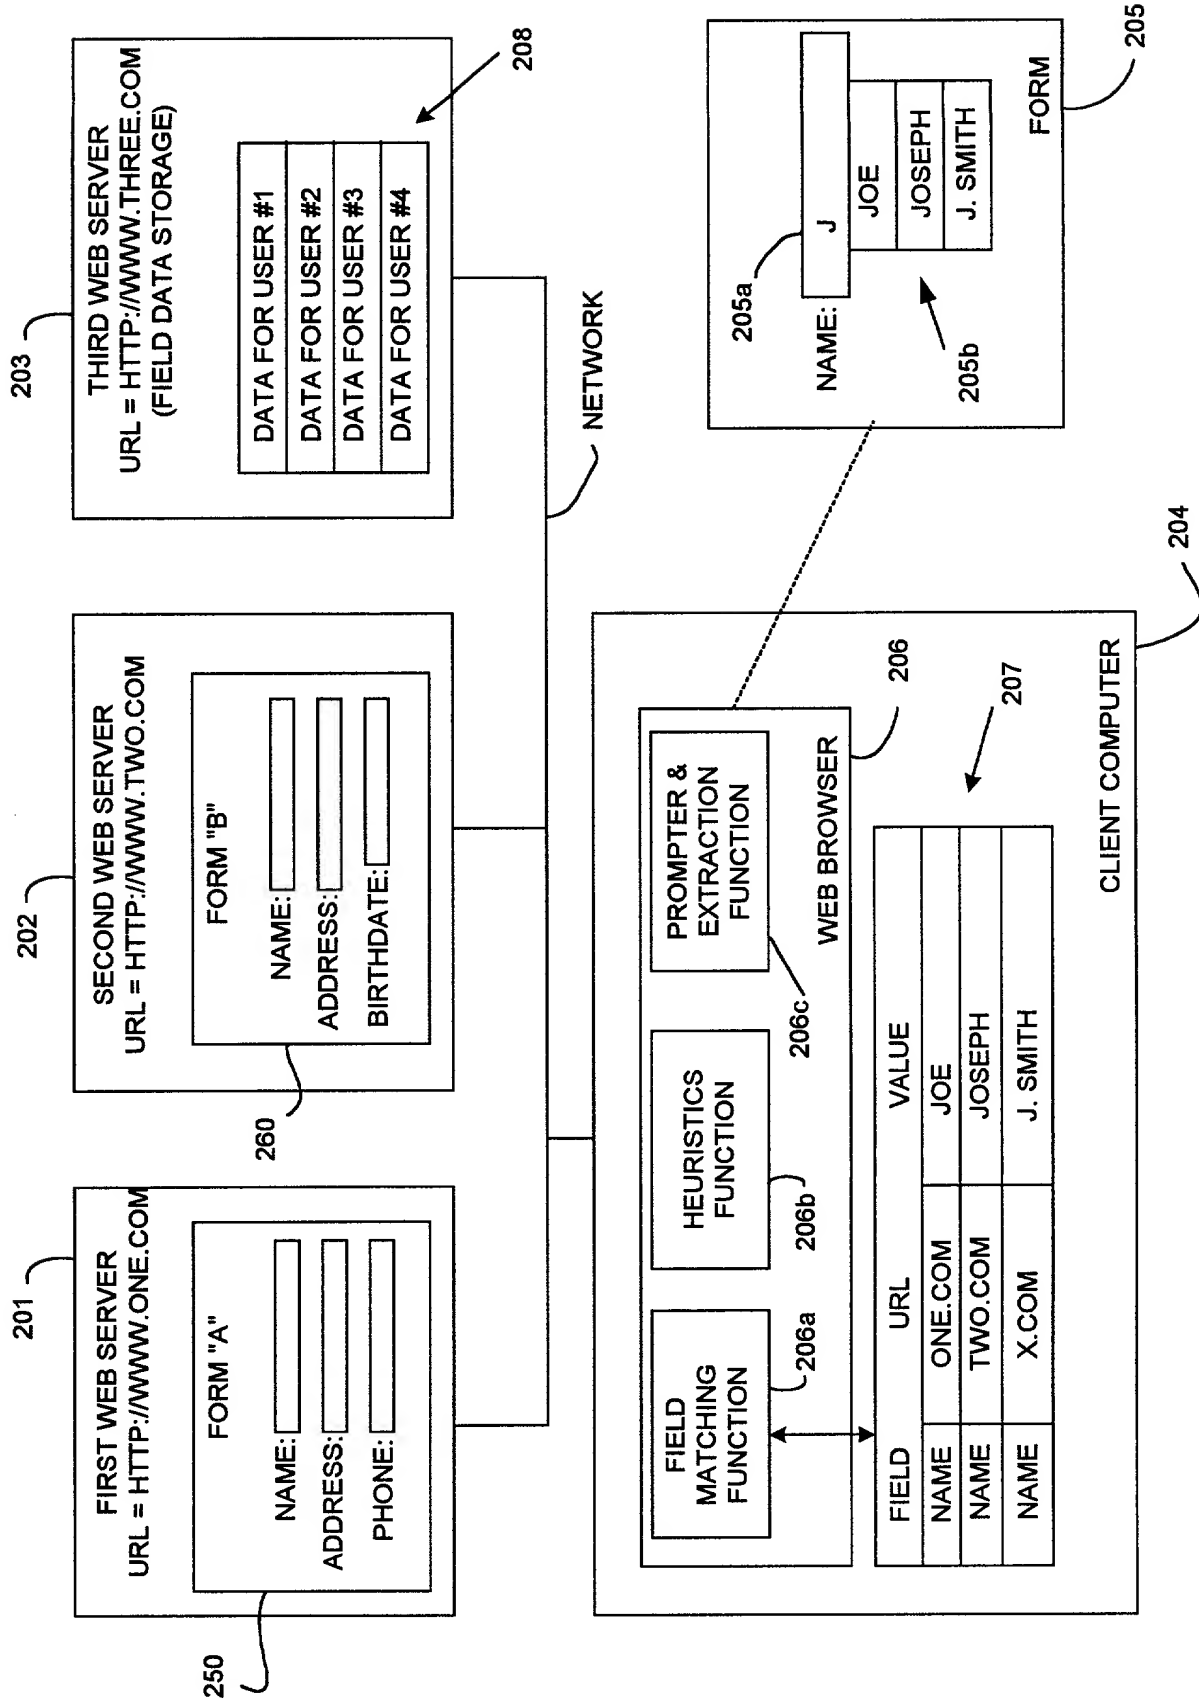 201
FIRST WEB SERVER
URL = HTTP://WWW.ONE.COM
FORM "A"
NAME:
ADDRESS:
PHONE:
250
202
SECOND WEB SERVER
URL = HTTP://WWW.TWO.COM
FORM "B"
NAME:
ADDRESS:
BIRTHDATE:
260
203
THIRD WEB SERVER
URL = HTTP://WWW.THREE.COM
(FIELD DATA STORAGE)
DATA FOR USER #1
DATA FOR USER #2
DATA FOR USER #3
DATA FOR USER #4
208
NETWORK
FIELD
MATCHING
FUNCTION
206a
HEURISTICS
FUNCTION
206b
PROMPTER &
EXTRACTION
FUNCTION
206c
WEB BROWSER
206
FIELD URL VALUE
NAME ONE.COM JOE
NAME TWO.COM JOSEPH
NAME X.COM J. SMITH
207
CLIENT COMPUTER
204
205a
NAME: J
JOE
JOSEPH
J. SMITH
205b
FORM
205